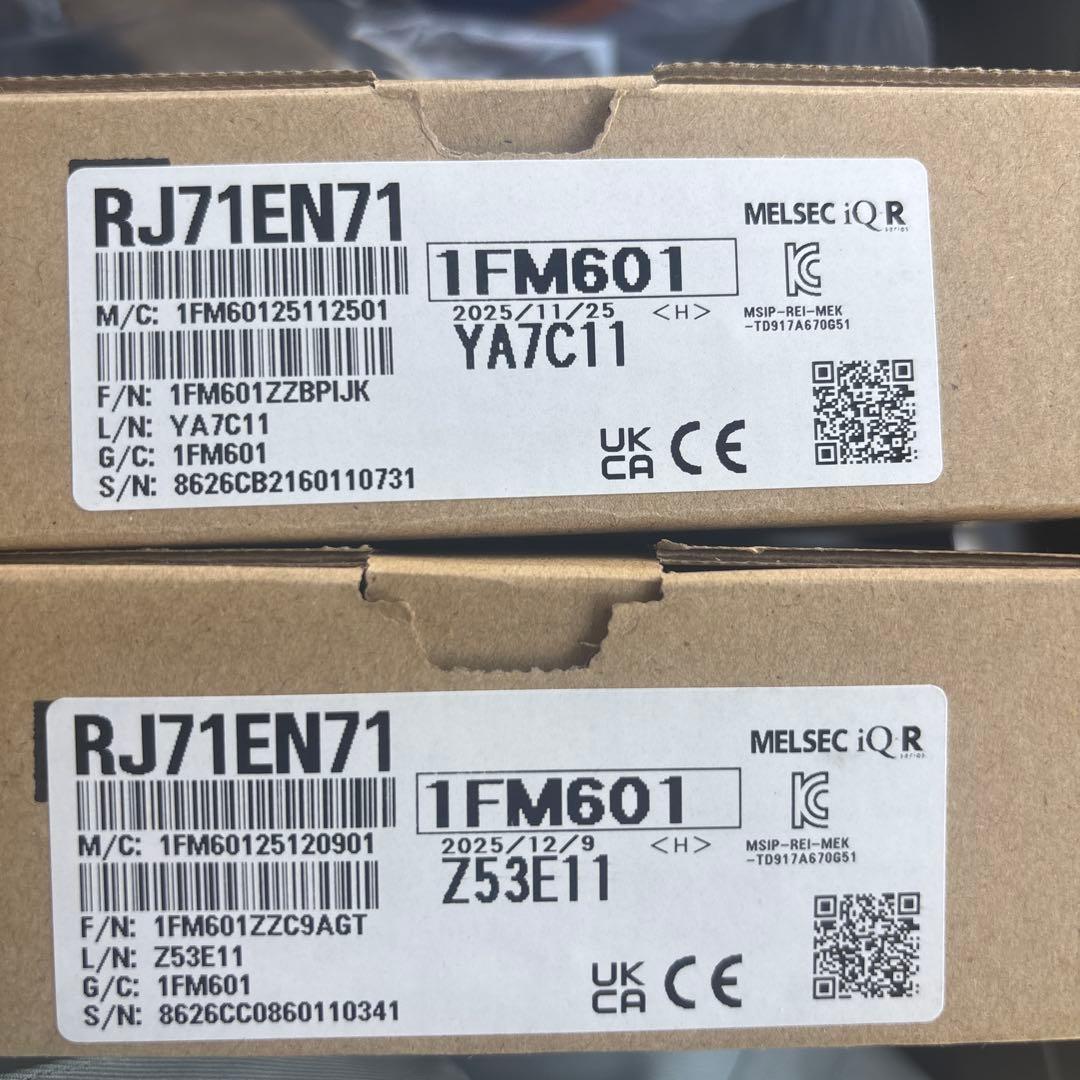 RJ71EN71
MELSEC iQ-R
series
1FM601
M/C: 1FM60125112501
2025/11/25 <H>
MSIP-REI-MEK
-TD917A670G51
YA7C11
F/N: 1FM601ZZBPIJK
L/N: YA7C11
G/C: 1FM601
UK
CA CE
S/N: 8626CB2160110731
RJ71EN71
MELSEC iQ-R
series
1FM601
M/C: 1FM60125120901
2025/12/9 <H>
MSIP-REI-MEK
-TD917A670G51
Z53E11
F/N: 1FM601ZZC9AGT
L/N: Z53E11
G/C: 1FM601
UK
CA CE
S/N: 8626CC0860110341